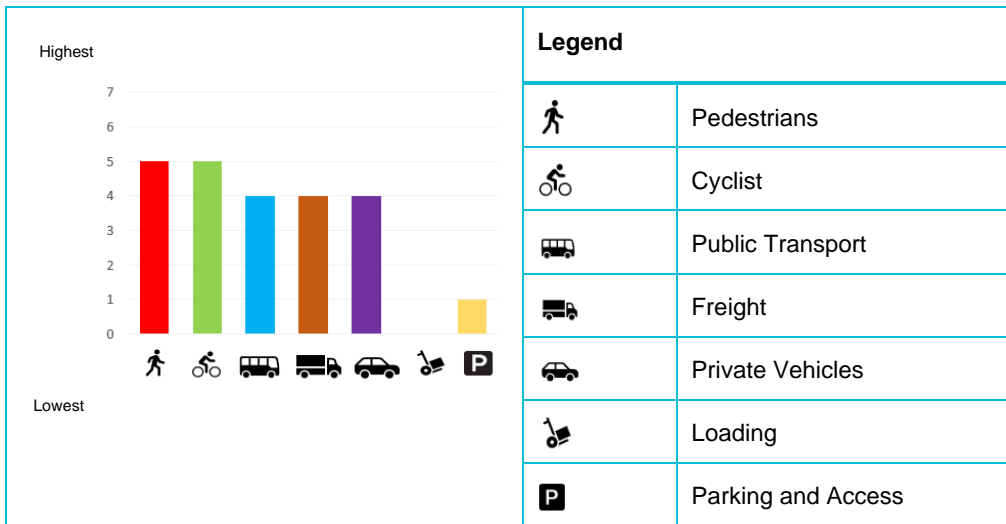 Highest
7
6
5
4
3
2
1
0
P
Lowest
Legend
Pedestrians
Cyclist
Public Transport
Freight
Private Vehicles
Loading
P Parking and Access